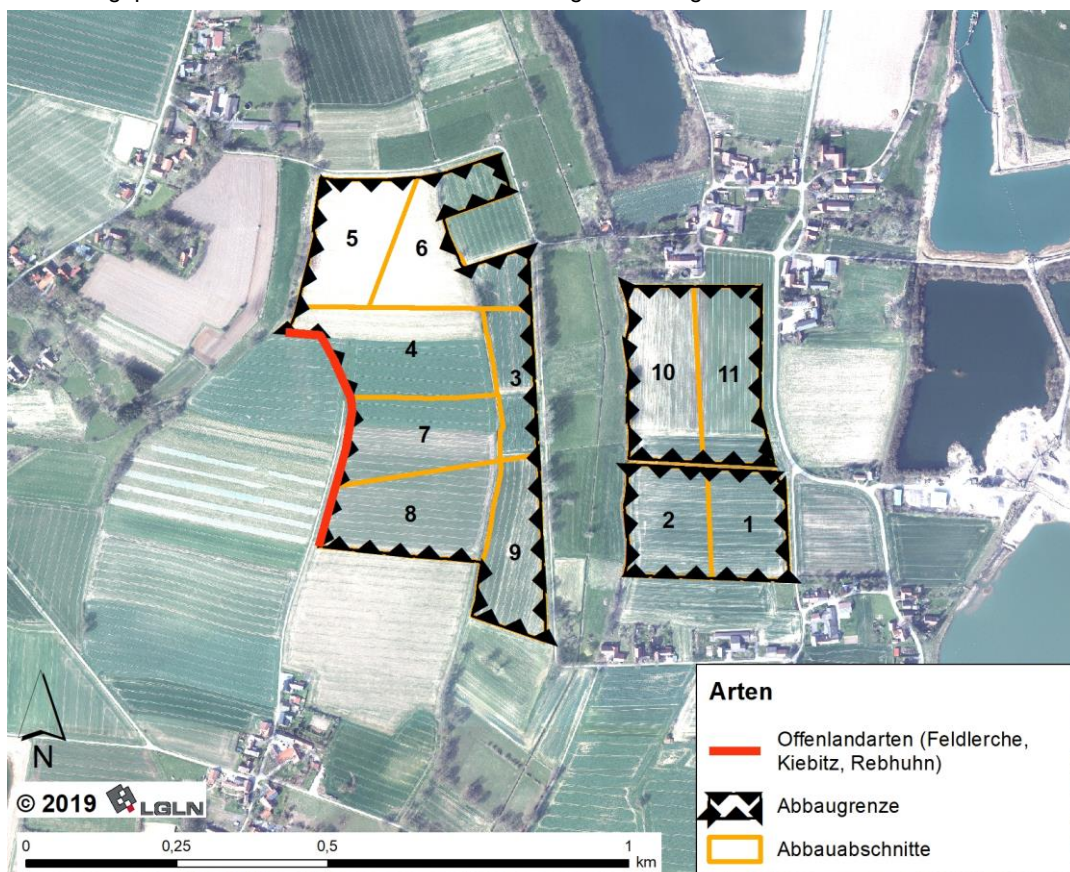 5
6
4
3
7
8
9
10
11
2
1
N
© 2019 LGLN
0 0,25 0,5 1
km
Arten
Offenlandarten (Feldlerche,
Kiebitz, Rebhuhn)
Abbaugrenze
Abbauabschnitte